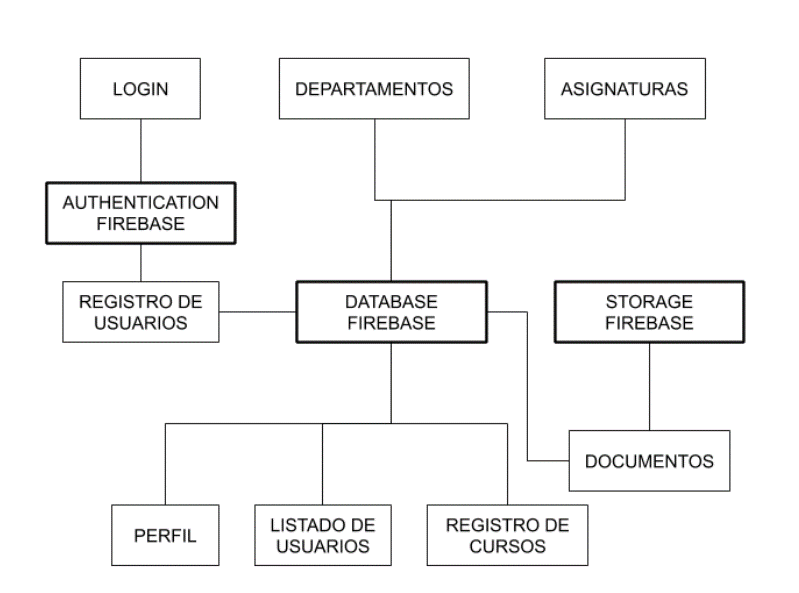 LOGIN
DEPARTAMENTOS
ASIGNATURAS
AUTHENTICATION
FIREBASE
REGISTRO DE
USUARIOS
DATABASE
FIREBASE
STORAGE
FIREBASE
DOCUMENTOS
PERFIL
LISTADO DE
USUARIOS
REGISTRO DE
CURSOS